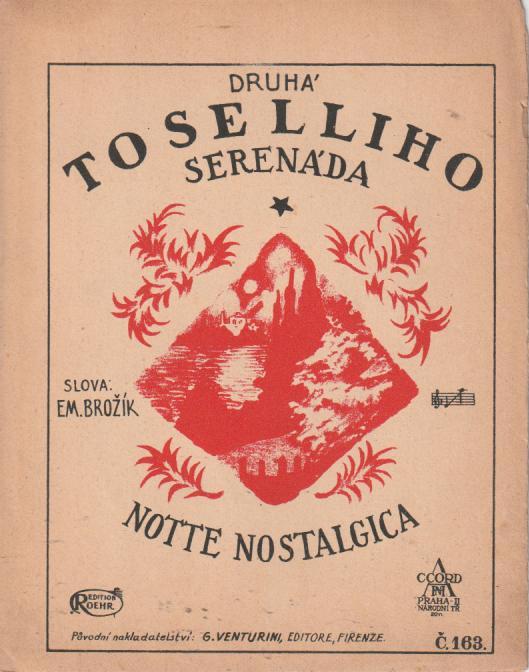 DRUHÁ
TOSELLIHO
SERENÁDA
SLOVA:
EM. BROŽÍK
NOTTE NOSTALGICA
EDITION
ROEHR
ACCORD
PRAHA-II
NÁRODNÍ TŘ.
Původní nakladatelství: G. VENTURINI, EDITORE, FIRENZE.
Č. 163.